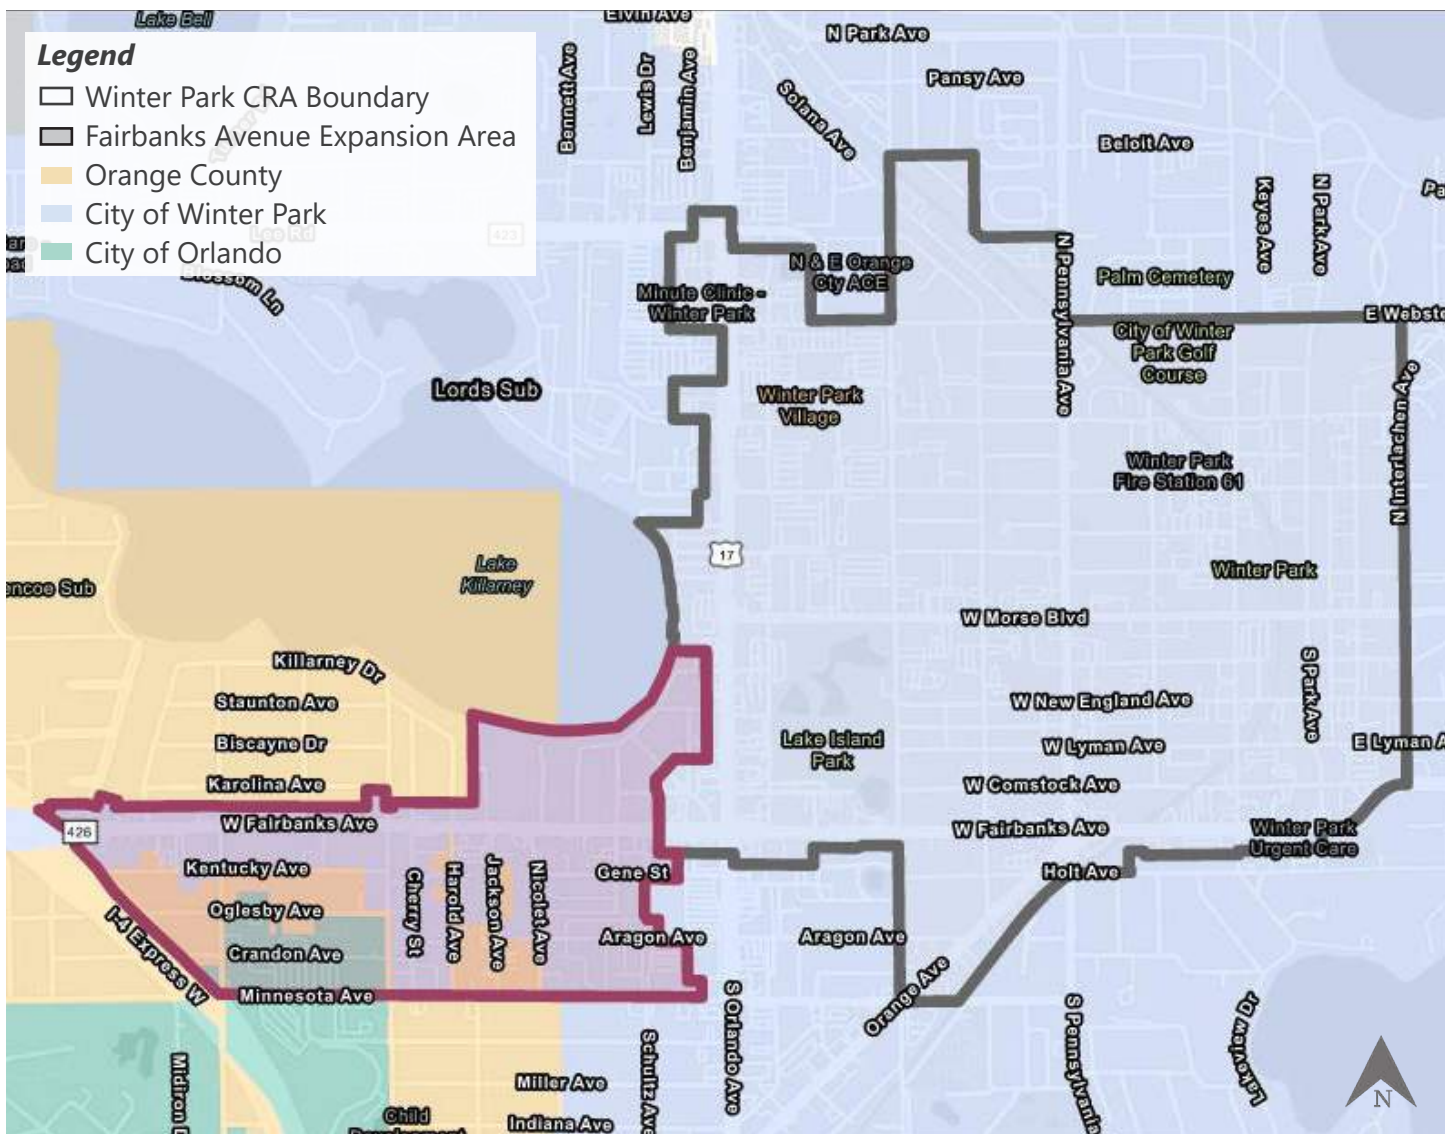 Lake Bell
Elvin Ave
N Park Ave
Legend
Winter Park CRA Boundary
Fairbanks Avenue Expansion Area
Orange County
City of Winter Park
City of Orlando
Lee Rd
423
Blossom Ln
Bennett Ave
Lewis Dr
Benjamin Ave
Solana Ave
Pansy Ave
Beloit Ave
Keyes Ave
N Park Ave
Pa
N & E Orange
Cty ACE
Minute Clinic -
Winter Park
N Pennsylvania Ave
Palm Cemetery
E Webste
City of Winter
Park Golf
Course
Lords Sub
Winter Park
Village
N Interlachen Ave
Winter Park
Fire Station 61
17
Lake
Killarney
encoe Sub
Winter Park
W Morse Blvd
Killarney Dr
Staunton Ave
Biscayne Dr
Karolina Ave
W New England Ave
S Park Ave
Lake Island
Park
W Lyman Ave
E Lyman A
W Comstock Ave
426
W Fairbanks Ave
W Fairbanks Ave
Winter Park
Urgent Care
Kentucky Ave
Gene St
Holt Ave
Cherry St
Harold Ave
Jackson Ave
Nicolet Ave
Oglesby Ave
Crandon Ave
Aragon Ave
Aragon Ave
I-4 Express W
Minnesota Ave
Orange Ave
S Orlando Ave
S Pennsylvania
Lakeview Dr
Schultz Ave
Midiron D
Miller Ave
Indiana Ave
Child
Development
N